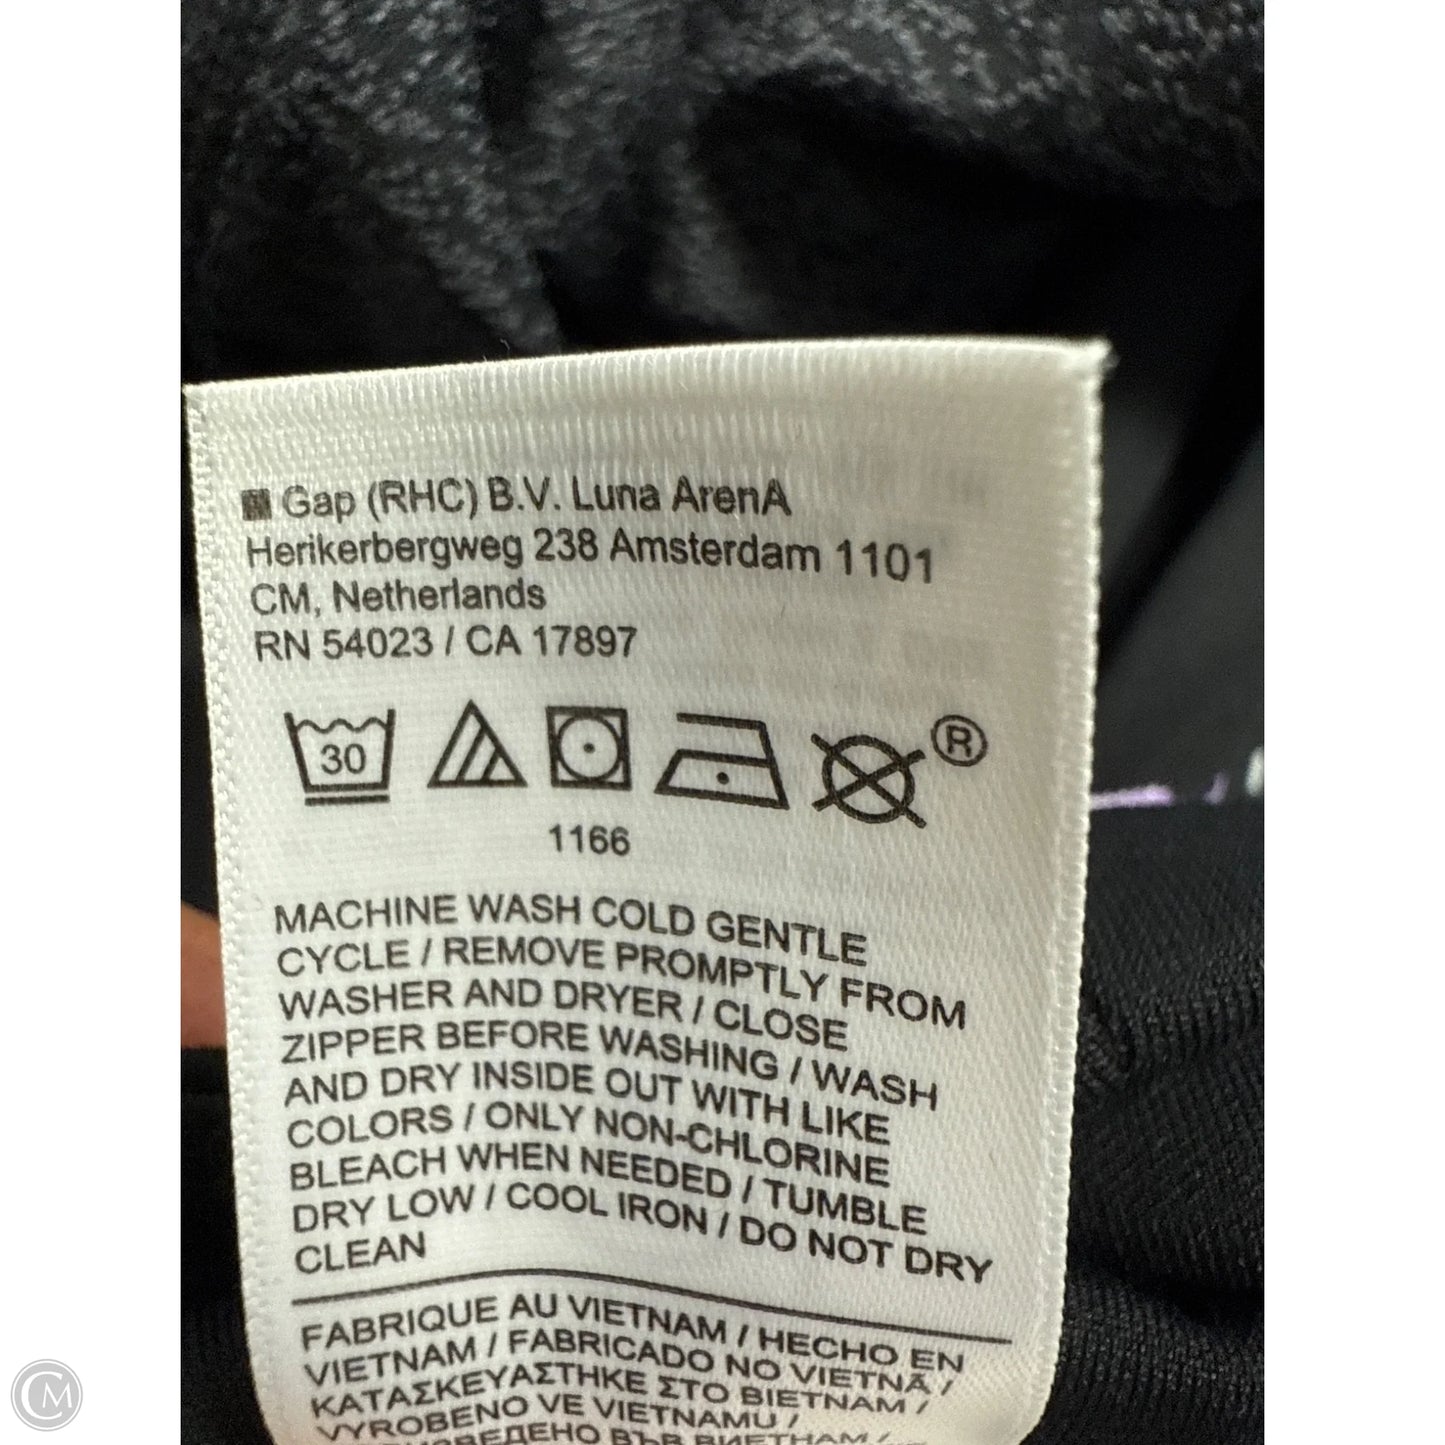 Gap (RHC) B.V. Luna ArenA
Herikerbergweg 238 Amsterdam 1101
CM, Netherlands
RN 54023 / CA 17897
30
®
1166
MACHINE WASH COLD GENTLE
CYCLE / REMOVE PROMPTLY FROM
WASHER AND DRYER / CLOSE
ZIPPER BEFORE WASHING / WASH
AND DRY INSIDE OUT WITH LIKE
COLORS / ONLY NON-CHLORINE
BLEACH WHEN NEEDED / TUMBLE
DRY LOW / COOL IRON / DO NOT DRY
CLEAN
FABRIQUE AU VIETNAM / HECHO EN
VIETNAM / FABRICADO NO VIETNÃ /
ΚΑΤΑΣΚΕΥΑΣΤΗΚΕ ΣΤΟ ΒΙΕΤΝΑΜ /
VYROBENO VE VIETNAMU /
ВЪВ ВИЕТНАМ /
CM